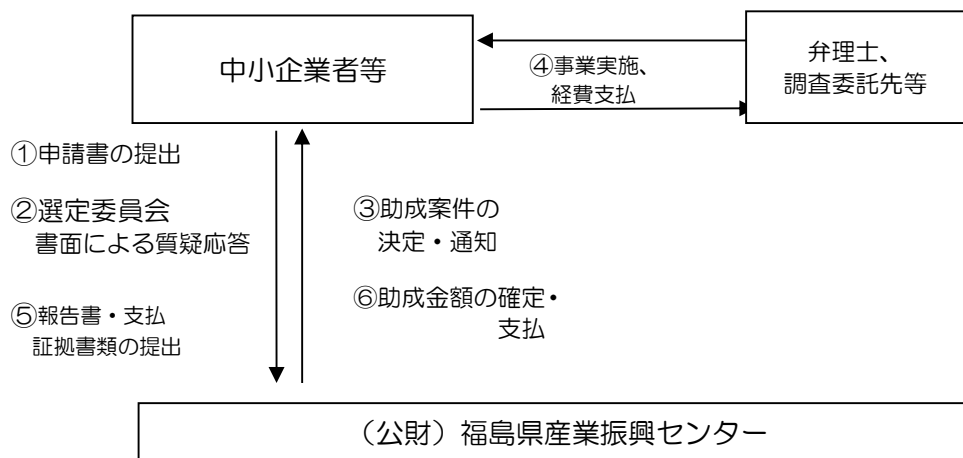 中小企業者等
弁理士、
調査委託先等
④事業実施、
経費支払
①申請書の提出
②選定委員会
書面による質疑応答
③助成案件の
決定・通知
⑤報告書・支払
証拠書類の提出
⑥助成金額の確定・
支払
（公財）福島県産業振興センター